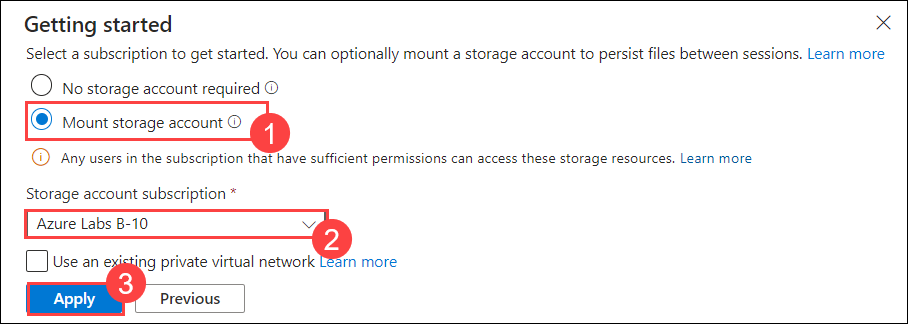 Getting started
Select a subscription to get started. You can optionally mount a storage account to persist files between sessions. Learn more
No storage account required
Mount storage account
1
Any users in the subscription that have sufficient permissions can access these storage resources. Learn more
Storage account subscription *
Azure Labs B-10
2
Use an existing private virtual network Learn more
3
Apply Previous